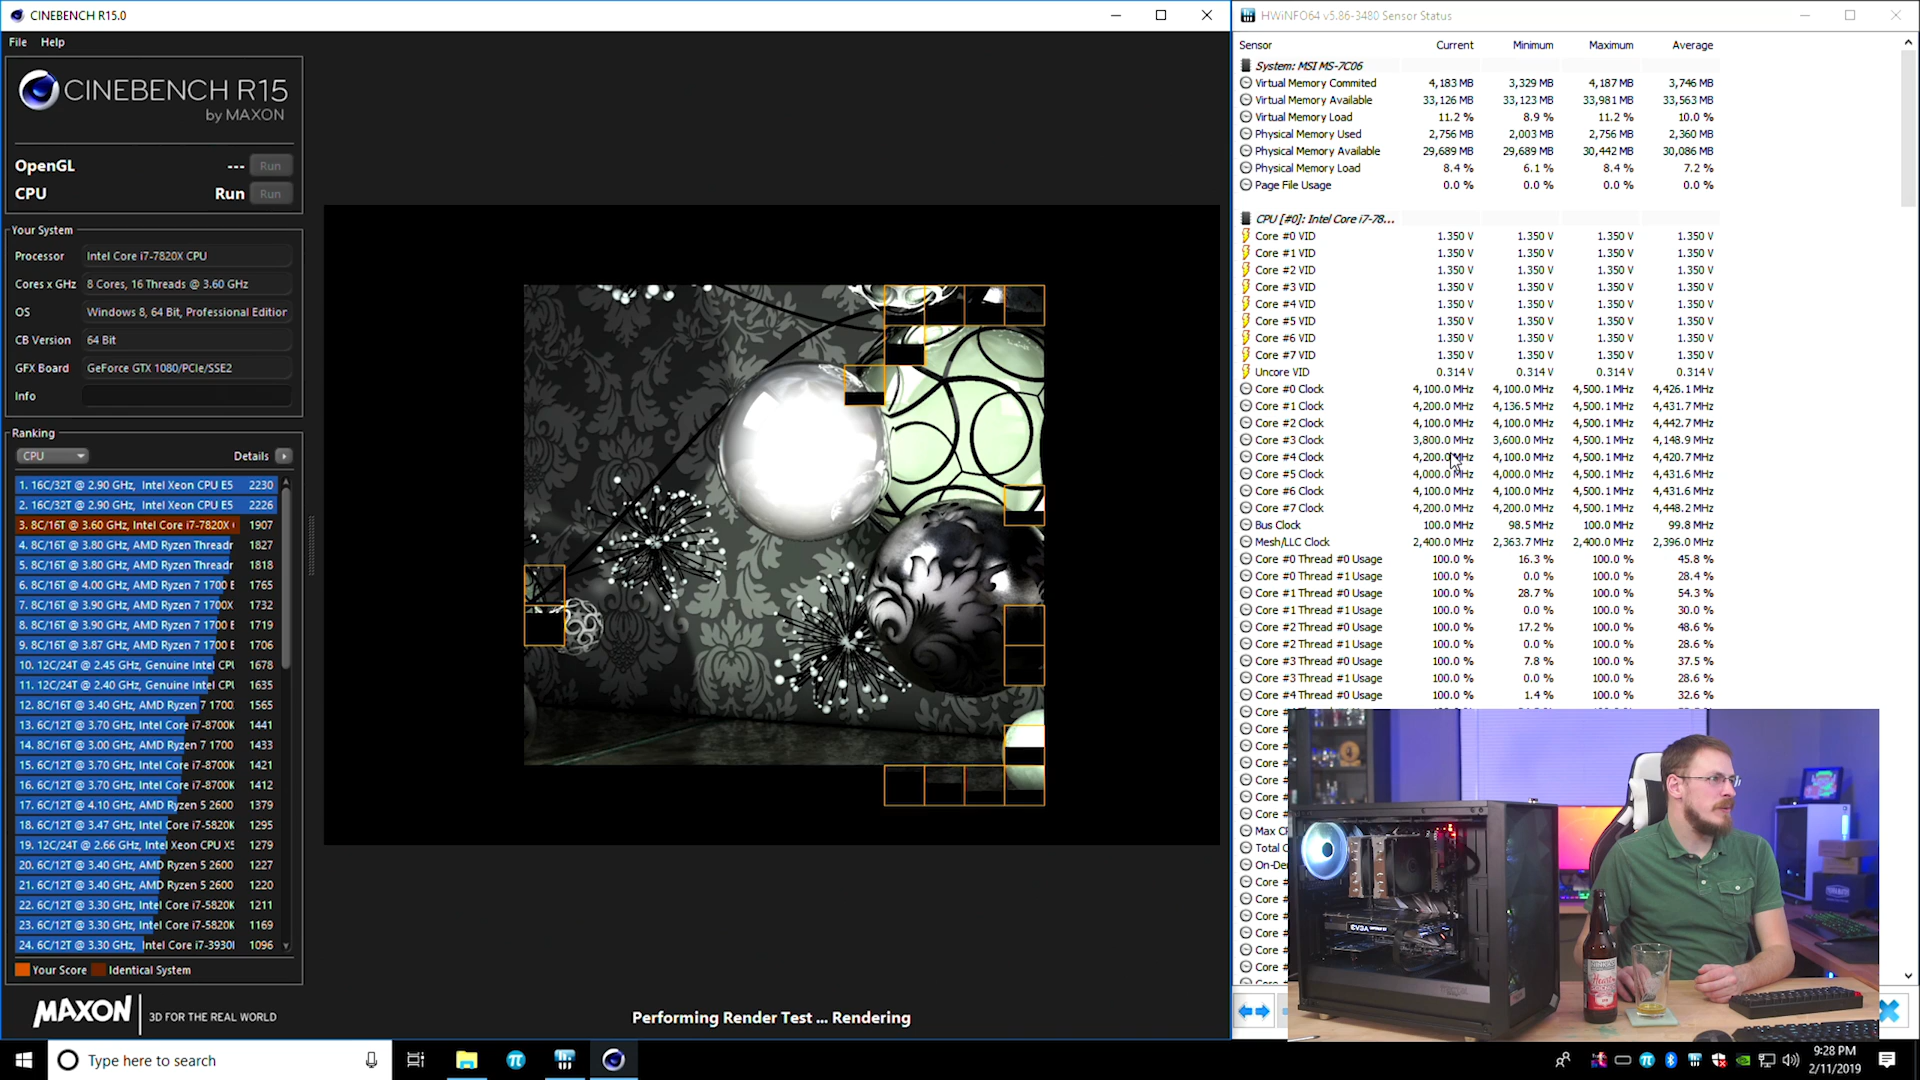 CINEBENCH R15.0
File Help
CINEBENCH R15
by MAXON
OpenGL --- Run
CPU Run Run
Your System
Processor Intel Core i7-7820X CPU
Cores x GHz 8 Cores, 16 Threads @ 3.60 GHz
OS Windows 8, 64 Bit, Professional Edition
CB Version 64 Bit
GFX Board GeForce GTX 1080/PCIe/SSE2
Info
Ranking
CPU Details
1. 16C/32T @ 2.90 GHz, Intel Xeon CPU E5 2230
2. 16C/32T @ 2.90 GHz, Intel Xeon CPU E5 2226
3. 8C/16T @ 3.60 GHz, Intel Core i7-7820X 1907
4. 8C/16T @ 3.80 GHz, AMD Ryzen Threadr 1827
5. 8C/16T @ 3.80 GHz, AMD Ryzen Threadr 1818
6. 8C/16T @ 4.00 GHz, AMD Ryzen 7 1700 E 1765
7. 8C/16T @ 3.90 GHz, AMD Ryzen 7 1700X 1732
8. 8C/16T @ 3.90 GHz, AMD Ryzen 7 1700 E 1719
9. 8C/16T @ 3.87 GHz, AMD Ryzen 7 1700 E 1706
10. 12C/24T @ 2.45 GHz, Genuine Intel CPU 1678
11. 12C/24T @ 2.40 GHz, Genuine Intel CPU 1635
12. 8C/16T @ 3.40 GHz, AMD Ryzen 7 1700 1565
13. 6C/12T @ 3.70 GHz, Intel Core i7-8700K 1441
14. 8C/16T @ 3.00 GHz, AMD Ryzen 7 1700 1433
15. 6C/12T @ 3.70 GHz, Intel Core i7-8700K 1421
16. 6C/12T @ 3.70 GHz, Intel Core i7-8700K 1412
17. 6C/12T @ 4.10 GHz, AMD Ryzen 5 2600 1379
18. 6C/12T @ 3.47 GHz, Intel Core i7-5820K 1295
19. 12C/24T @ 2.66 GHz, Intel Xeon CPU X5 1279
20. 6C/12T @ 3.40 GHz, AMD Ryzen 5 2600 1227
21. 6C/12T @ 3.40 GHz, AMD Ryzen 5 2600 1220
22. 6C/12T @ 3.30 GHz, Intel Core i7-5820K 1211
23. 6C/12T @ 3.30 GHz, Intel Core i7-5820K 1169
24. 6C/12T @ 3.30 GHz, Intel Core i7-3930K 1096
Your Score Identical System
MAXON 3D FOR THE REAL WORLD
Performing Render Test ... Rendering
HWiNFO64 v5.86-3480 Sensor Status
Sensor Current Minimum Maximum Average
System: MSI MS-7C06
Virtual Memory Commited 4,183 MB 3,329 MB 4,187 MB 3,746 MB
Virtual Memory Available 33,126 MB 33,123 MB 33,981 MB 33,563 MB
Virtual Memory Load 11.2 % 8.9 % 11.2 % 10.0 %
Physical Memory Used 2,756 MB 2,003 MB 2,756 MB 2,360 MB
Physical Memory Available 29,689 MB 29,689 MB 30,442 MB 30,086 MB
Physical Memory Load 8.4 % 6.1 % 8.4 % 7.2 %
Page File Usage 0.0 % 0.0 % 0.0 % 0.0 %
CPU [#0]: Intel Core i7-78...
Core #0 VID 1.350 V 1.350 V 1.350 V 1.350 V
Core #1 VID 1.350 V 1.350 V 1.350 V 1.350 V
Core #2 VID 1.350 V 1.350 V 1.350 V 1.350 V
Core #3 VID 1.350 V 1.350 V 1.350 V 1.350 V
Core #4 VID 1.350 V 1.350 V 1.350 V 1.350 V
Core #5 VID 1.350 V 1.350 V 1.350 V 1.350 V
Core #6 VID 1.350 V 1.350 V 1.350 V 1.350 V
Core #7 VID 1.350 V 1.350 V 1.350 V 1.350 V
Uncore VID 0.314 V 0.314 V 0.314 V 0.314 V
Core #0 Clock 4,100.0 MHz 4,100.0 MHz 4,500.1 MHz 4,426.1 MHz
Core #1 Clock 4,200.0 MHz 4,136.5 MHz 4,500.1 MHz 4,431.7 MHz
Core #2 Clock 4,100.0 MHz 4,100.0 MHz 4,500.1 MHz 4,442.7 MHz
Core #3 Clock 3,800.0 MHz 3,600.0 MHz 4,500.1 MHz 4,148.9 MHz
Core #4 Clock 4,200.0 MHz 4,100.0 MHz 4,500.1 MHz 4,420.7 MHz
Core #5 Clock 4,000.0 MHz 4,000.0 MHz 4,500.1 MHz 4,431.6 MHz
Core #6 Clock 4,100.0 MHz 4,100.0 MHz 4,500.1 MHz 4,431.6 MHz
Core #7 Clock 4,200.0 MHz 4,200.0 MHz 4,500.1 MHz 4,448.2 MHz
Bus Clock 100.0 MHz 98.5 MHz 100.0 MHz 99.8 MHz
Mesh/LLC Clock 2,400.0 MHz 2,363.7 MHz 2,400.0 MHz 2,396.0 MHz
Core #0 Thread #0 Usage 100.0 % 16.3 % 100.0 % 45.8 %
Core #0 Thread #1 Usage 100.0 % 0.0 % 100.0 % 28.4 %
Core #1 Thread #0 Usage 100.0 % 28.7 % 100.0 % 54.3 %
Core #1 Thread #1 Usage 100.0 % 0.0 % 100.0 % 30.0 %
Core #2 Thread #0 Usage 100.0 % 17.2 % 100.0 % 48.6 %
Core #2 Thread #1 Usage 100.0 % 0.0 % 100.0 % 28.6 %
Core #3 Thread #0 Usage 100.0 % 7.8 % 100.0 % 37.5 %
Core #3 Thread #1 Usage 100.0 % 0.0 % 100.0 % 28.6 %
Core #4 Thread #0 Usage 100.0 % 1.4 % 100.0 % 32.6 %
Core #
Core #
Core #
Core #
Core #
Core #
Core #
Max CP
Total C
On-Den
Core #
Core #
Core #
Core #
Core #
Core #
EVGA
Type here to search
9:28 PM
2/11/2019